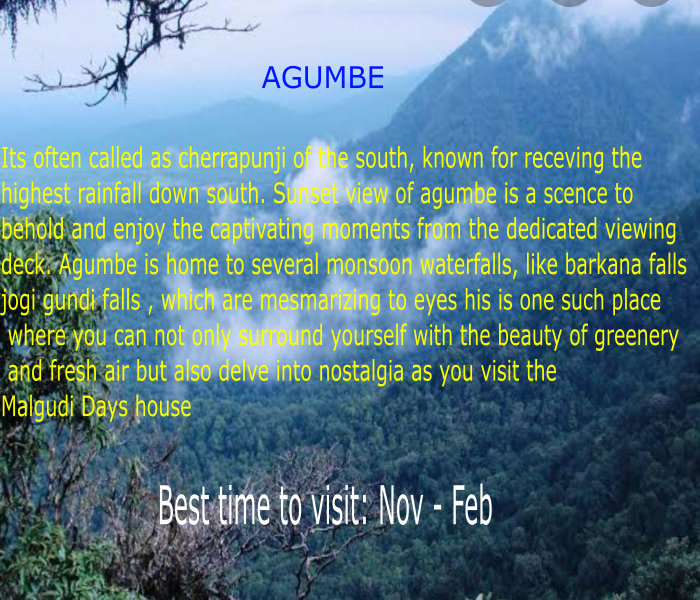 AGUMBE
Its often called as cherrapunji of the south, known for receving the
highest rainfall down south. Sunset view of agumbe is a scence to
behold and enjoy the captivating moments from the dedicated viewing
deck. Agumbe is home to several monsoon waterfalls, like barkana falls
jogi gundi falls , which are mesmarizing to eyes his is one such place
where you can not only surround yourself with the beauty of greenery
and fresh air but also delve into nostalgia as you visit the
Malgudi Days house
Best time to visit: Nov - Feb